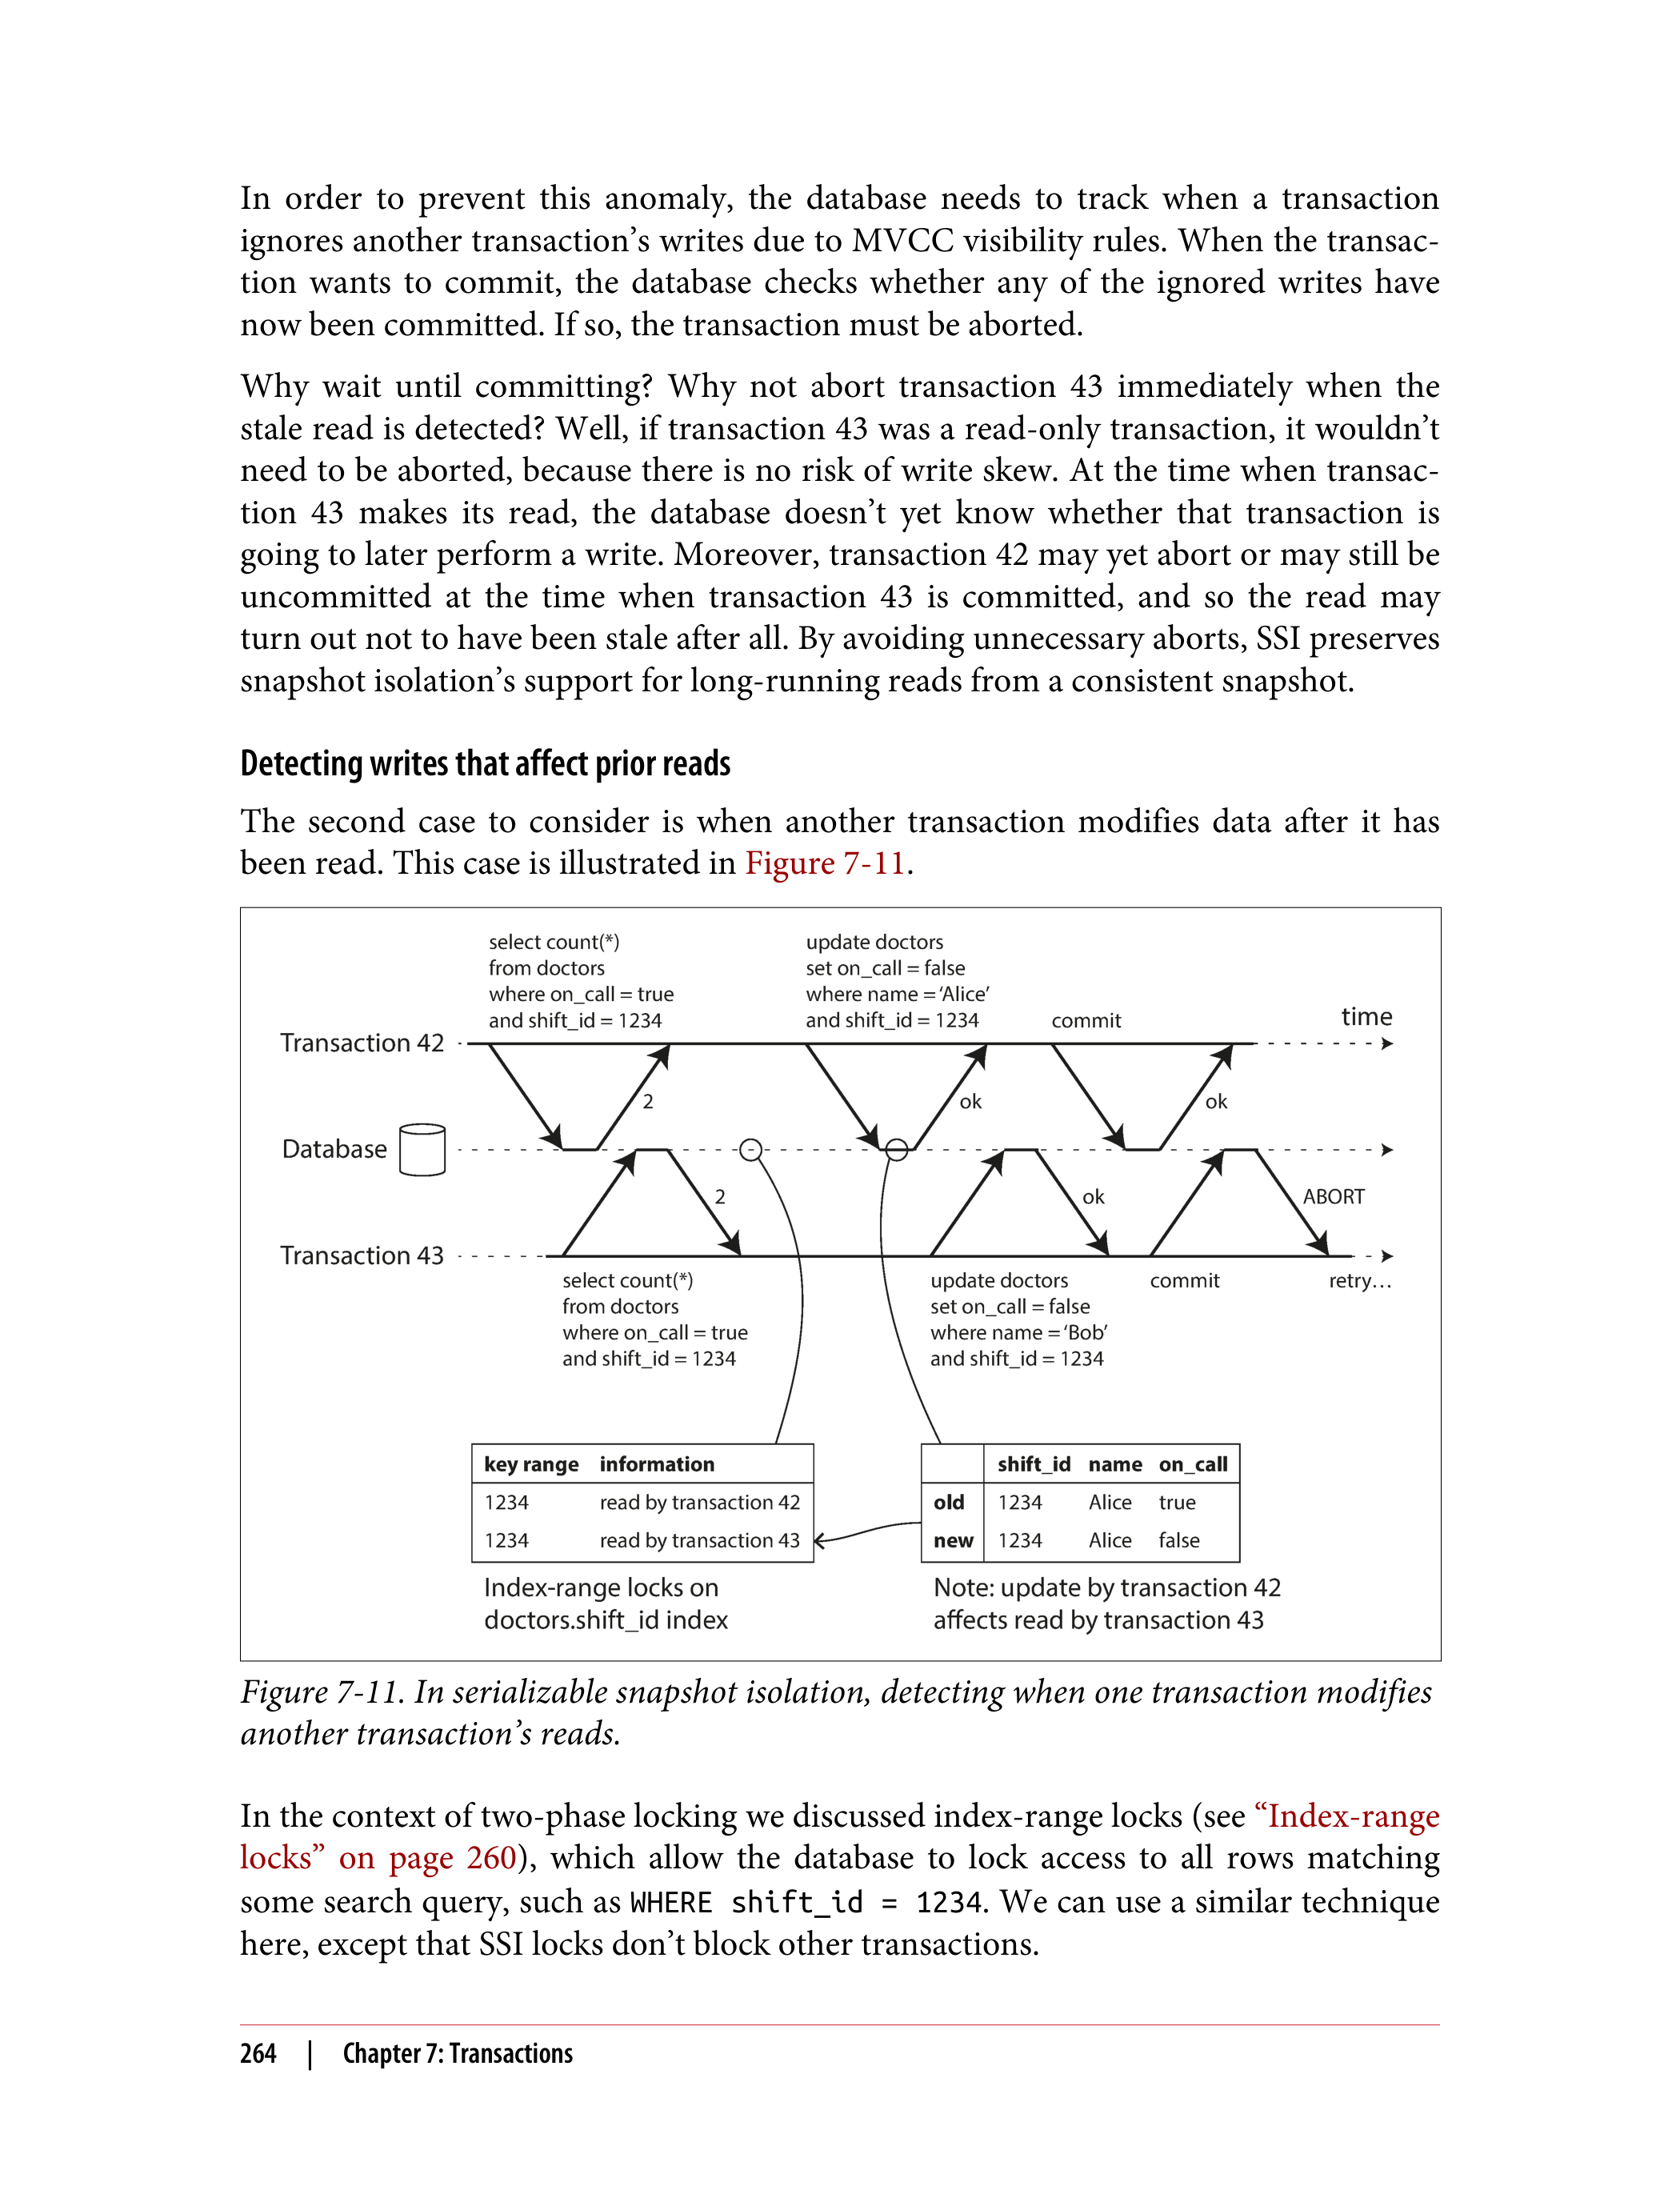 In order to prevent this anomaly, the database needs to track when a transaction
ignores another transaction’s writes due to MVCC visibility rules. When the transac-
tion wants to commit, the database checks whether any of the ignored writes have
now been committed. If so, the transaction must be aborted.
Why wait until committing? Why not abort transaction 43 immediately when the
stale read is detected? Well, if transaction 43 was a read-only transaction, it wouldn’t
need to be aborted, because there is no risk of write skew. At the time when transac-
tion 43 makes its read, the database doesn’t yet know whether that transaction is
going to later perform a write. Moreover, transaction 42 may yet abort or may still be
uncommitted at the time when transaction 43 is committed, and so the read may
turn out not to have been stale after all. By avoiding unnecessary aborts, SSI preserves
snapshot isolation’s support for long-running reads from a consistent snapshot.
Detecting writes that affect prior reads
The second case to consider is when another transaction modifies data after it has
been read. This case is illustrated in Figure 7-11.
select count(*)
from doctors
where on_call = true
and shift_id = 1234
update doctors
set on_call = false
where name = ‘Alice’
and shift_id = 1234
commit
time
Transaction 42
2
ok
ok
Database
2
ok
ABORT
Transaction 43
select count(*)
from doctors
where on_call = true
and shift_id = 1234
update doctors
set on_call = false
where name = ‘Bob’
and shift_id = 1234
commit
retry…
key range information
1234 read by transaction 42
1234 read by transaction 43
Index-range locks on
doctors.shift_id index
shift_id name on_call
old 1234 Alice true
new 1234 Alice false
Note: update by transaction 42
affects read by transaction 43
Figure 7-11. In serializable snapshot isolation, detecting when one transaction modifies
another transaction’s reads.
In the context of two-phase locking we discussed index-range locks (see “Index-range
locks” on page 260), which allow the database to lock access to all rows matching
some search query, such as WHERE shift_id = 1234. We can use a similar technique
here, except that SSI locks don’t block other transactions.
264 | Chapter 7: Transactions